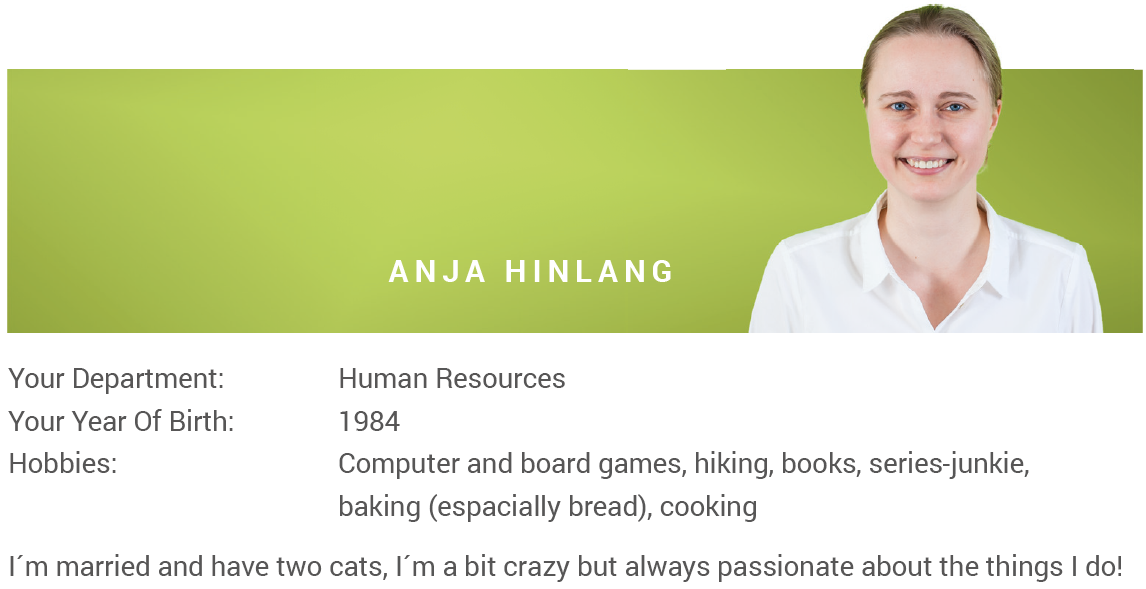 ANJA HINLANG
Your Department: Human Resources
Your Year Of Birth: 1984
Hobbies: Computer and board games, hiking, books, series-junkie,
baking (espacially bread), cooking
I´m married and have two cats, I´m a bit crazy but always passionate about the things I do!